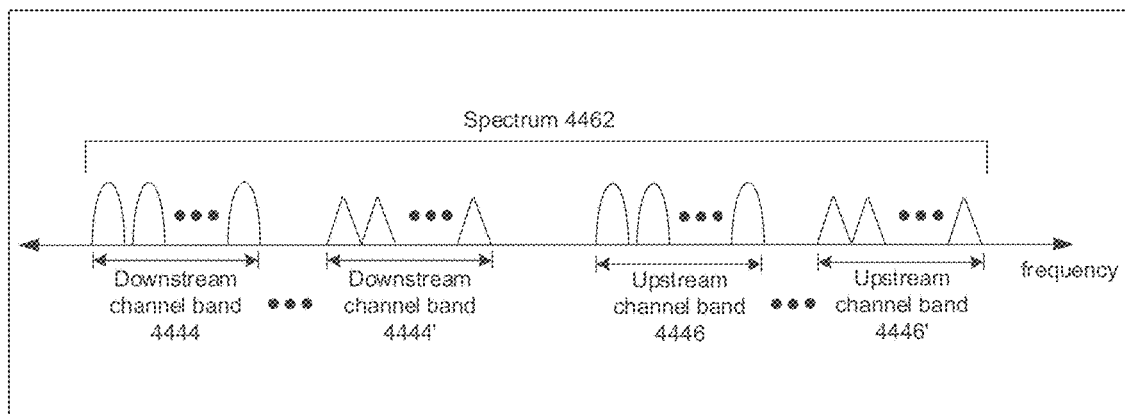 Spectrum 4462
frequency
Downstream
channel band
4444
Downstream
channel band
4444'
Upstream
channel band
4446
Upstream
channel band
4446'